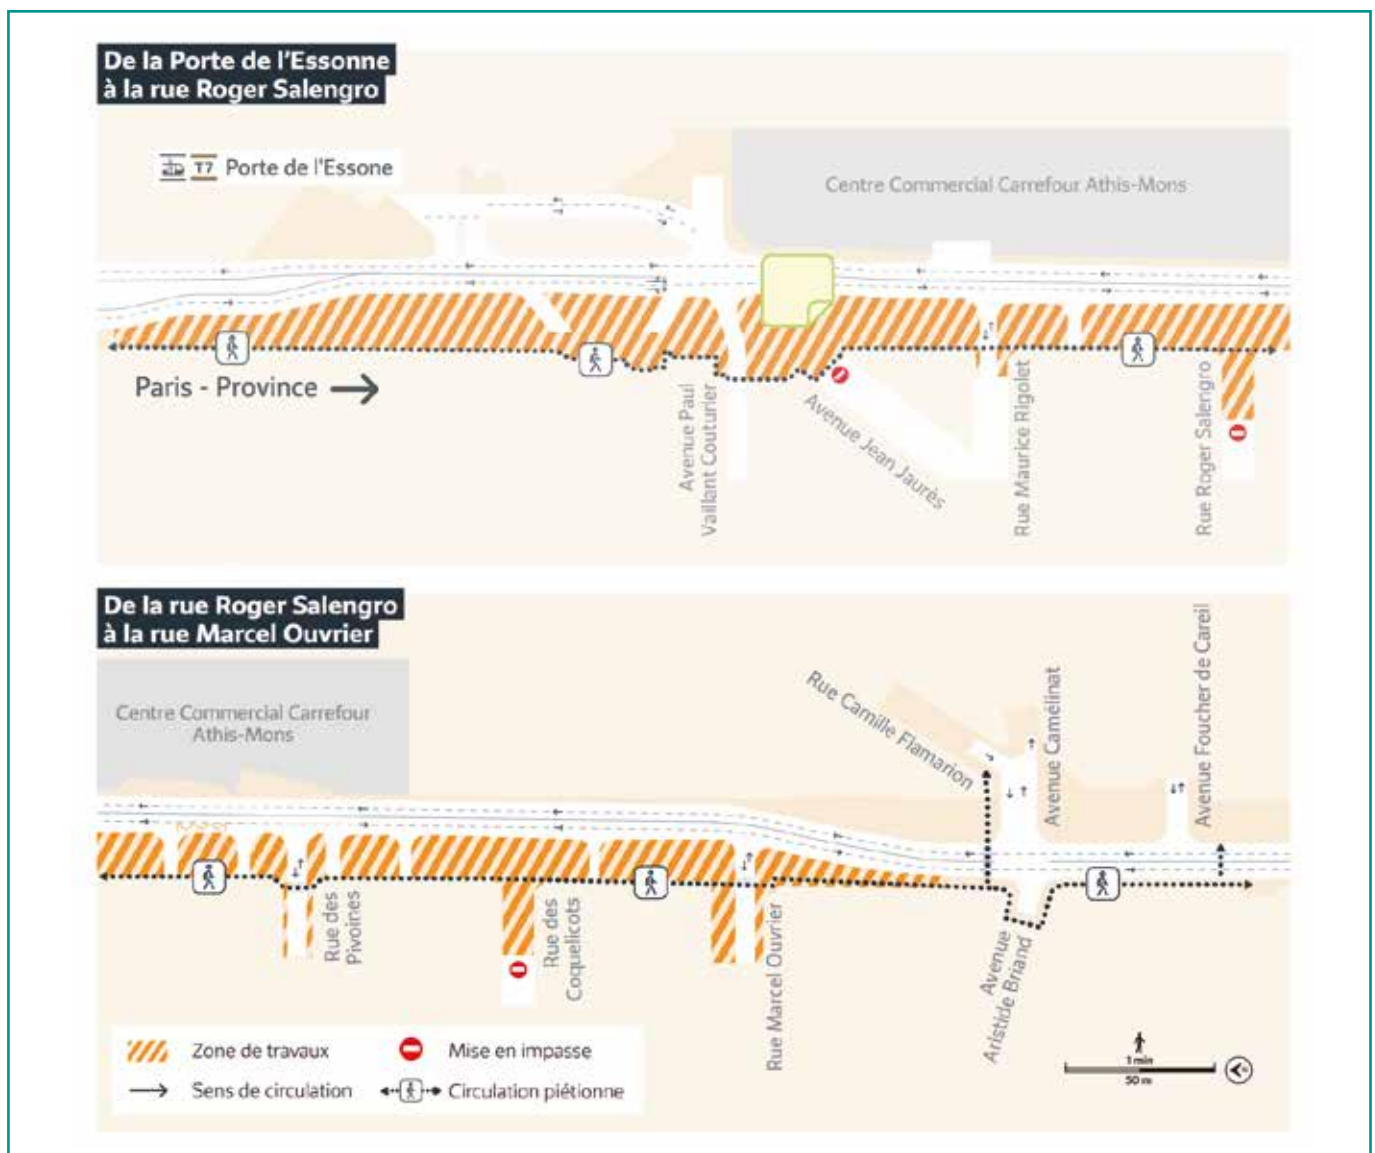 De la Porte de l'Essonne
à la rue Roger Salengro
T7 Porte de l'Essone
Centre Commercial Carrefour Athis-Mons
Paris - Province
Avenue Paul
Vaillant Couturier
Avenue Jean Jaurès
Rue Maurice Rigolet
Rue Roger Salengro
De la rue Roger Salengro
à la rue Marcel Ouvrier
Centre Commercial Carrefour
Athis-Mons
Rue Camille Flamarion
Avenue Camélinat
Avenue Foucher de Careil
Rue des
Pivoines
Rue des
Coquelicots
Rue Marcel Ouvrier
Avenue
Aristide Briand
Zone de travaux
Mise en impasse
Sens de circulation
Circulation piétionne
1 min
50 m